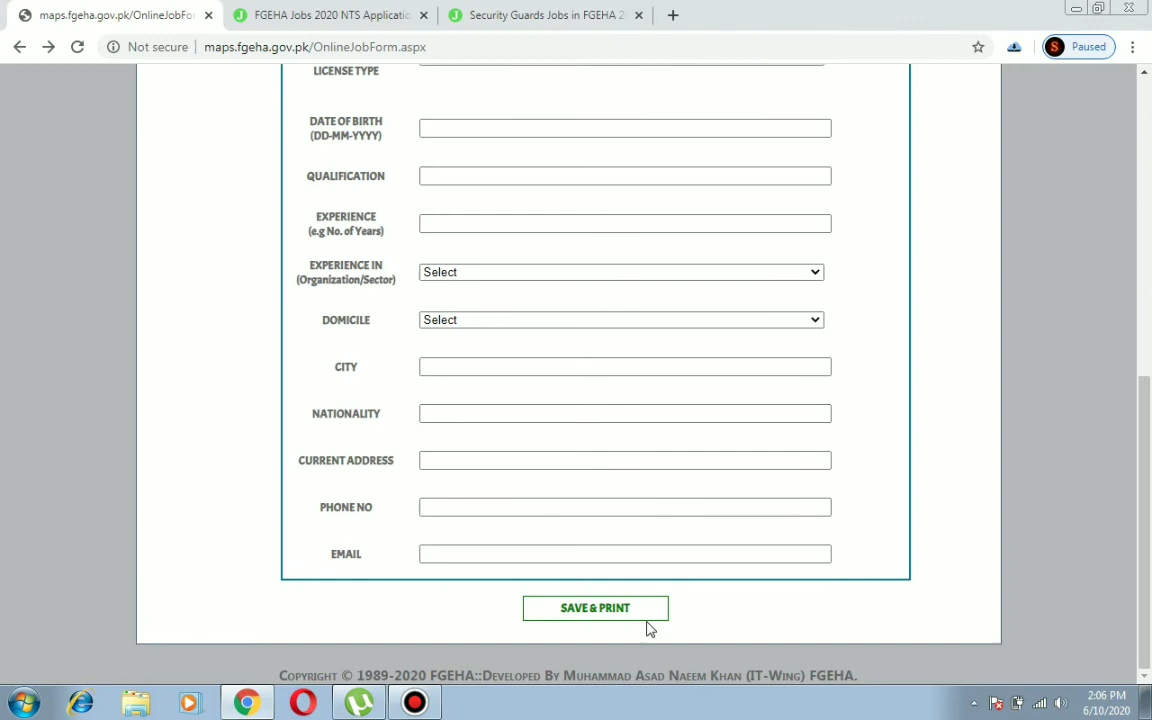 maps.fgeha.gov.pk/OnlineJobFor
FGEHA Jobs 2020 NTS Applicatio
Security Guards Jobs in FGEHA 2
Not secure
maps.fgeha.gov.pk/OnlineJobForm.aspx
S
Paused
LICENSE TYPE
DATE OF BIRTH
(DD-MM-YYYY)
QUALIFICATION
EXPERIENCE
(e.g No. of Years)
EXPERIENCE IN
(Organization/Sector)
Select
DOMICILE
Select
CITY
NATIONALITY
CURRENT ADDRESS
PHONE NO
EMAIL
SAVE & PRINT
COPYRIGHT © 1989-2020 FGEHA::DEVELOPED BY MUHAMMAD ASAD NAEEM KHAN (IT-WING) FGEHA.
2:06 PM
6/10/2020